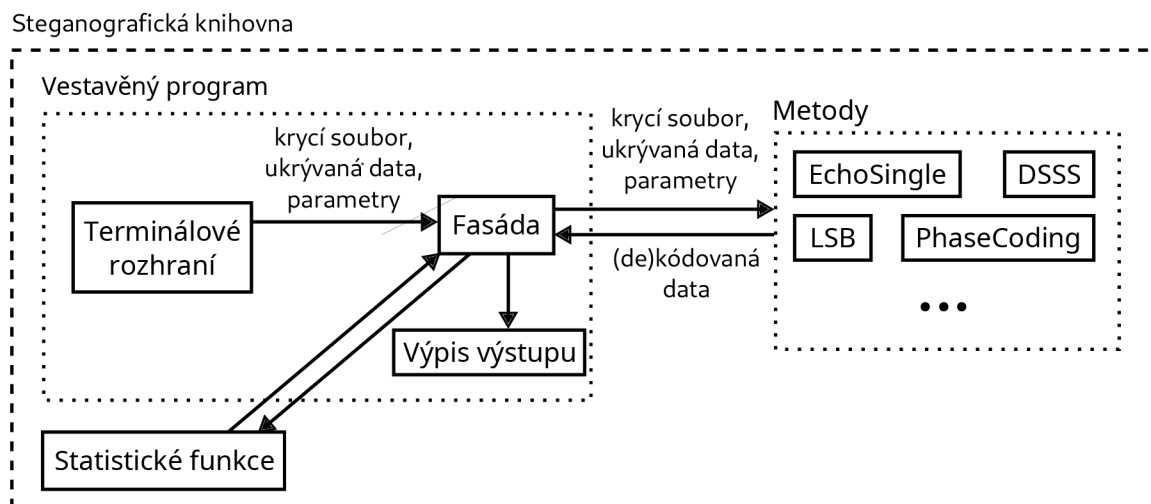 Steganografická knihovna
Vestavěný program
krycí soubor,
ukrývaná data,
parametry
Terminálové
rozhraní
Fasáda
Výpis výstupu
Statistické funkce
krycí soubor,
ukrývaná data,
parametry
(de)kódovaná
data
Metody
EchoSingle
DSSS
LSB
PhaseCoding
...